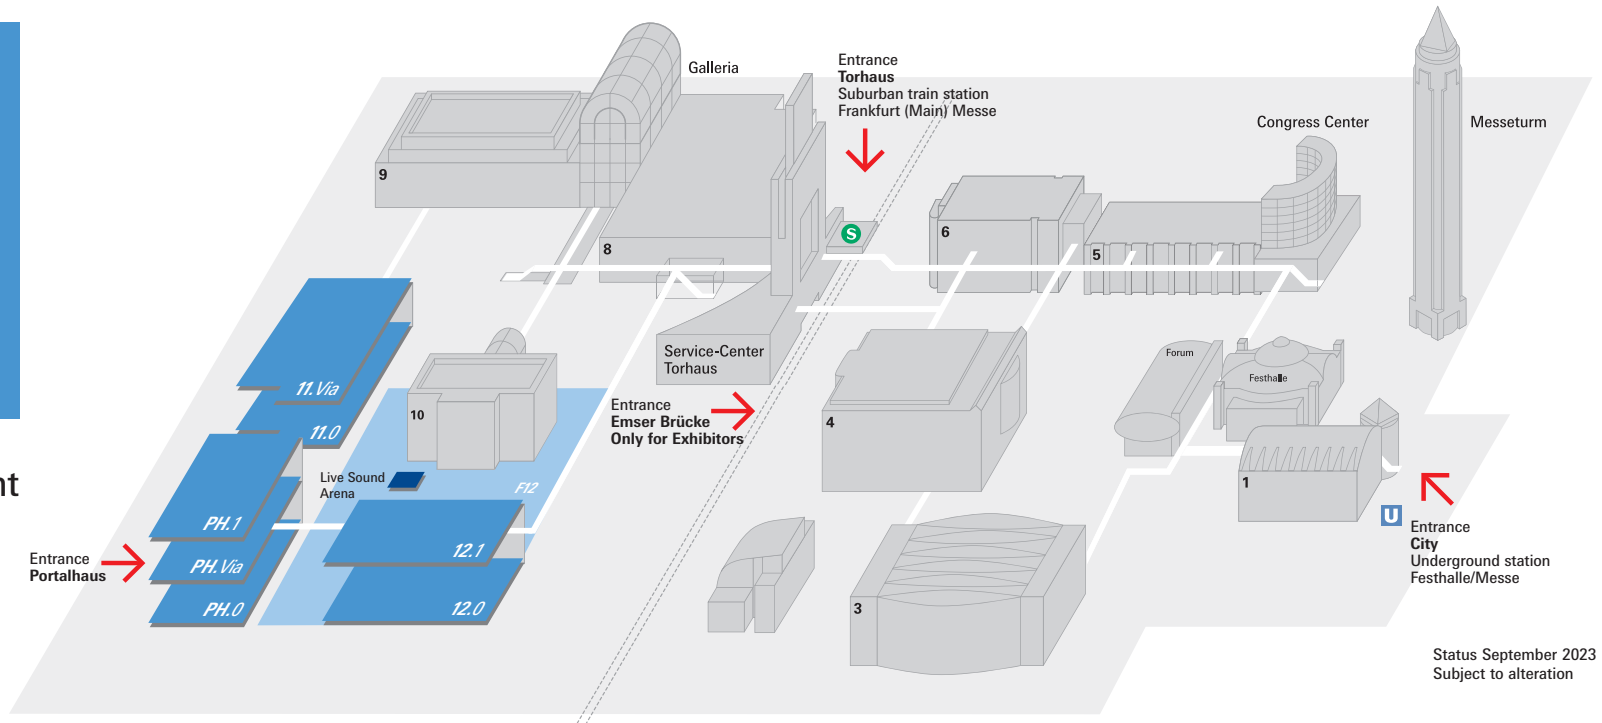 Galleria
Entrance
Torhaus
Suburban train station
Frankfurt (Main) Messe
Congress Center
Messeturm
9
8
S
6
5
11.Via
11.0
10
Service-Center
Torhaus
Entrance
Emser Brücke
Only for Exhibitors
4
Forum
Festhalle
1
U
Entrance
City
Underground station
Festhalle/Messe
nt
Live Sound
Arena
F12
PH.1
PH.Via
PH.0
Entrance
Portalhaus
12.1
12.0
3
Status September 2023
Subject to alteration